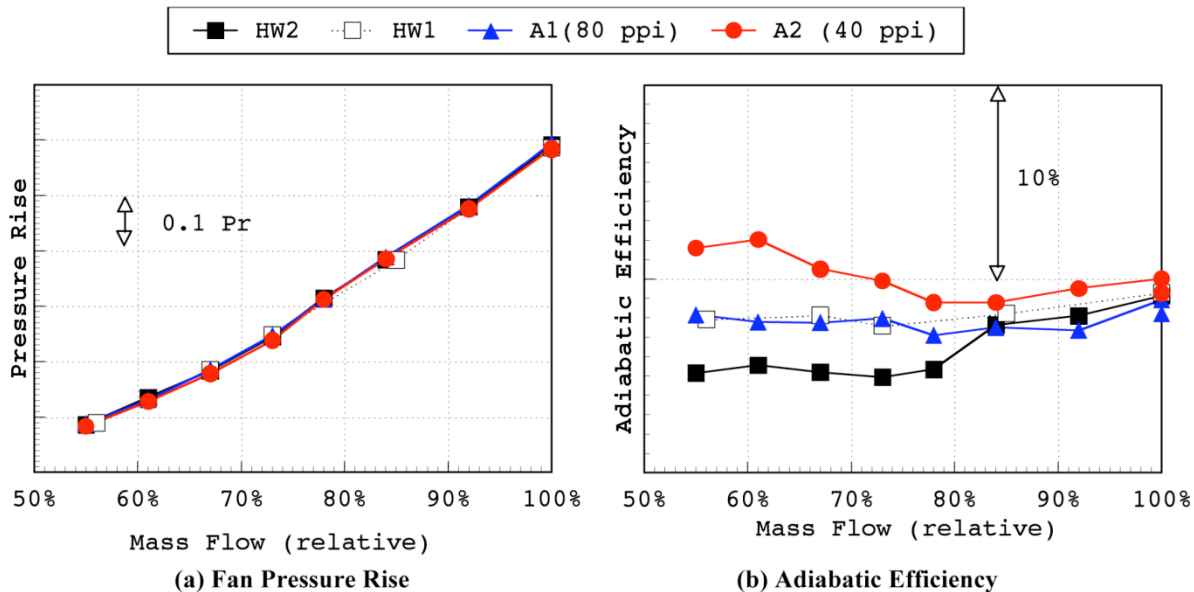 HW2 HW1 A1(80 ppi) A2 (40 ppi)
Pressure Rise
0.1 Pr
50% 60% 70% 80% 90% 100%
Mass Flow (relative)
(a) Fan Pressure Rise
Adiabatic Efficiency
10%
50% 60% 70% 80% 90% 100%
Mass Flow (relative)
(b) Adiabatic Efficiency